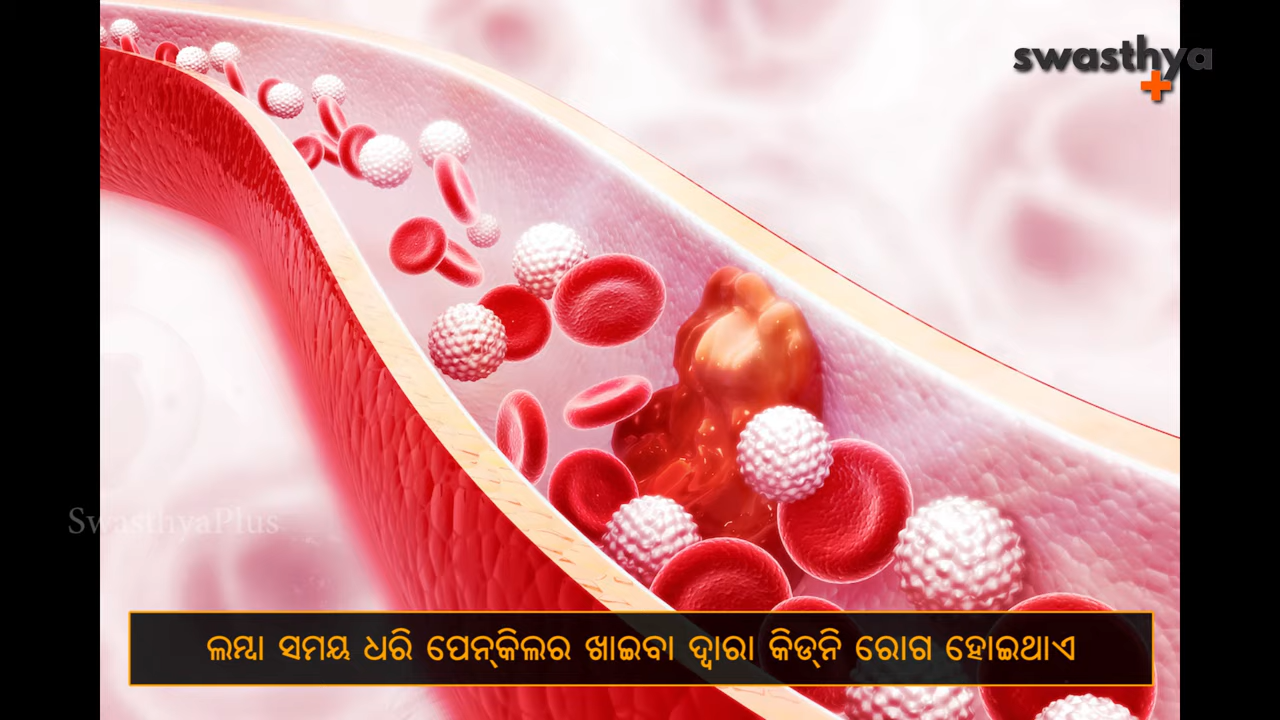 swasthya
SwasthyaPlus
ଲମ୍ୱା ସମୟ ଧରି ପେନ୍‌କିଲର ଖାଇବା ଦ୍ୱାରା କିଡ୍‌ନି ରୋଗ ହୋଇଥାଏ